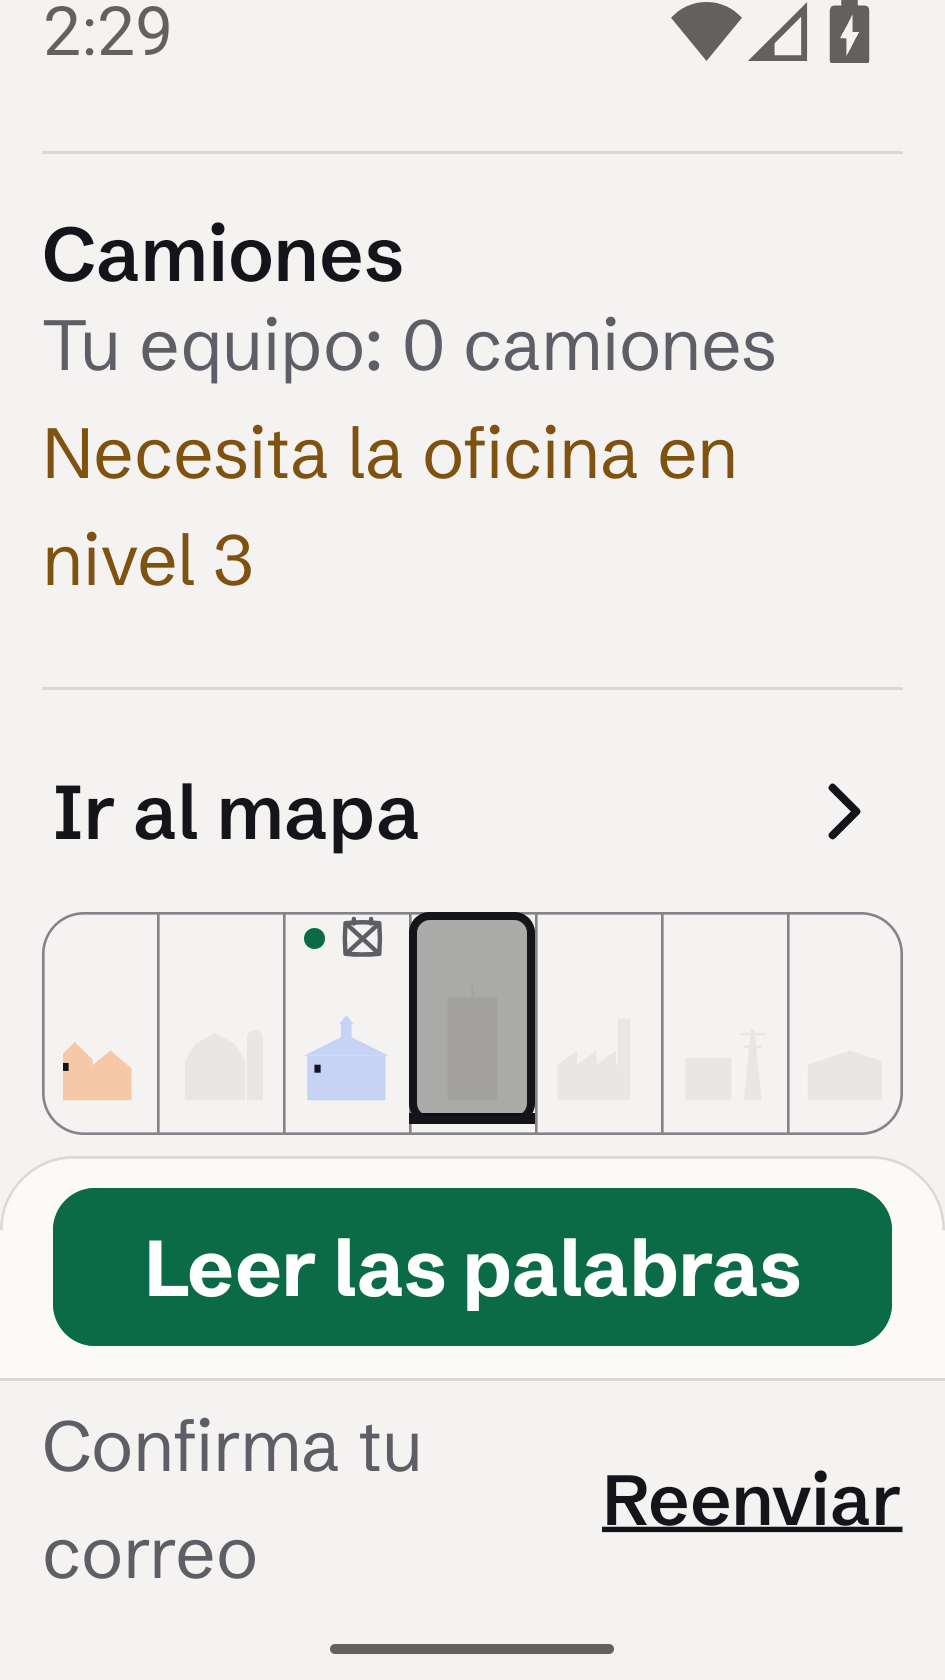 2:29
Camiones
Tu equipo: 0 camiones
Necesita la oficina en
nivel 3
Ir al mapa
Leer las palabras
Confirma tu
correo
Reenviar